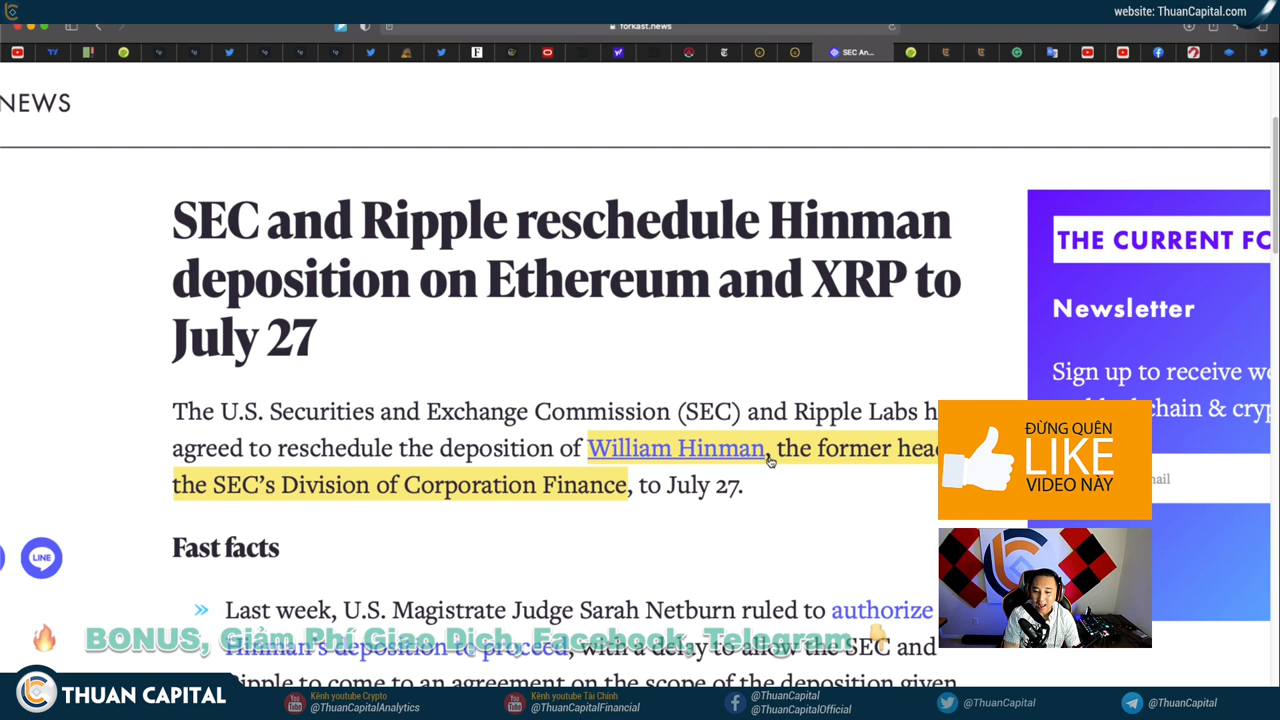 website: ThuanCapital.com
forkast.news
SEC An...
NEWS
SEC and Ripple reschedule Hinman
deposition on Ethereum and XRP to
July 27
The U.S. Securities and Exchange Commission (SEC) and Ripple Labs h
agreed to reschedule the deposition of William Hinman, the former head
the SEC's Division of Corporation Finance, to July 27.
Fast facts
» Last week, U.S. Magistrate Judge Sarah Netburn ruled to authorize
Hinman's deposition to proceed, with a delay to allow the SEC and
Ripple to come to an agreement on the scope of the deposition given
THE CURRENT FO
Newsletter
Sign up to receive we
chain & cryp
ail
ĐỪNG QUÊN
LIKE
VIDEO NÀY
LINE
BONUS, Giảm Phí Giao Dịch, Facebook, Telegram
THUAN CAPITAL
Kênh youtube Crypto
@ThuanCapitalAnalytics
Kênh youtube Tài Chính
@ThuanCapitalFinancial
@ThuanCapital
@ThuanCapitalOfficial
@ThuanCapital
@ThuanCapital